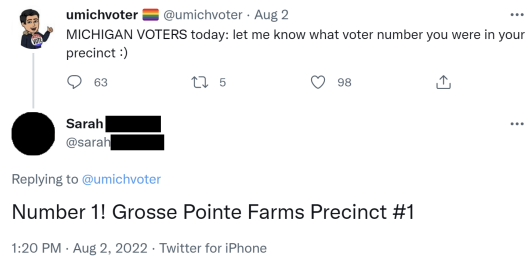 umichvoter 🏳️‍🌈 @umichvoter · Aug 2
MICHIGAN VOTERS today: let me know what voter number you were in your
precinct :)
63 5 98
Sarah
@sarah
Replying to @umichvoter
Number 1! Grosse Pointe Farms Precinct #1
1:20 PM · Aug 2, 2022 · Twitter for iPhone